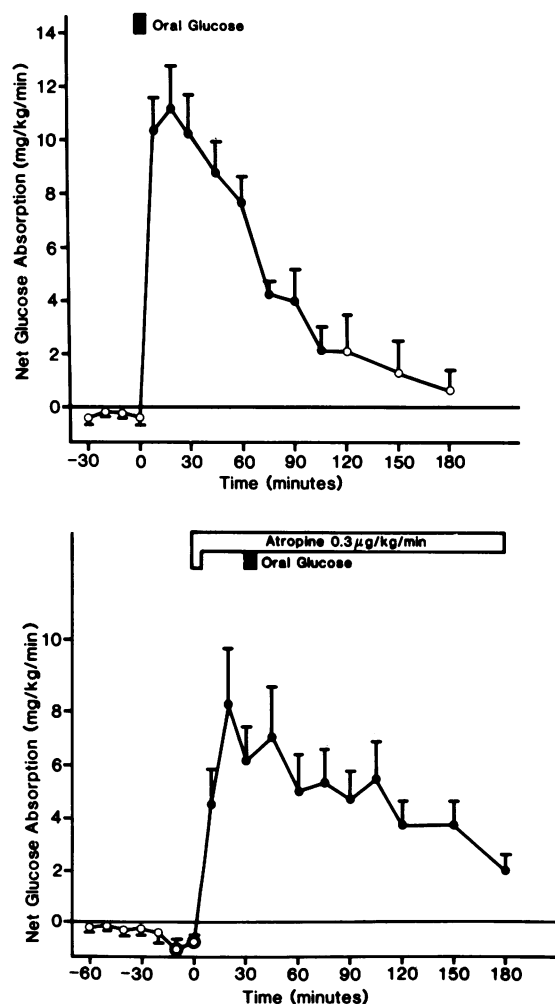 Oral Glucose
14
12
10
8
6
4
2
0
Net Glucose Absorption (mg/kg/min)
-30 0 30 60 90 120 150 180
Time (minutes)
Atropine 0.3µg/kg/min
Oral Glucose
10
8
6
4
2
0
Net Glucose Absorption (mg/kg/min)
-60 -30 0 30 60 90 120 150 180
Time (minutes)